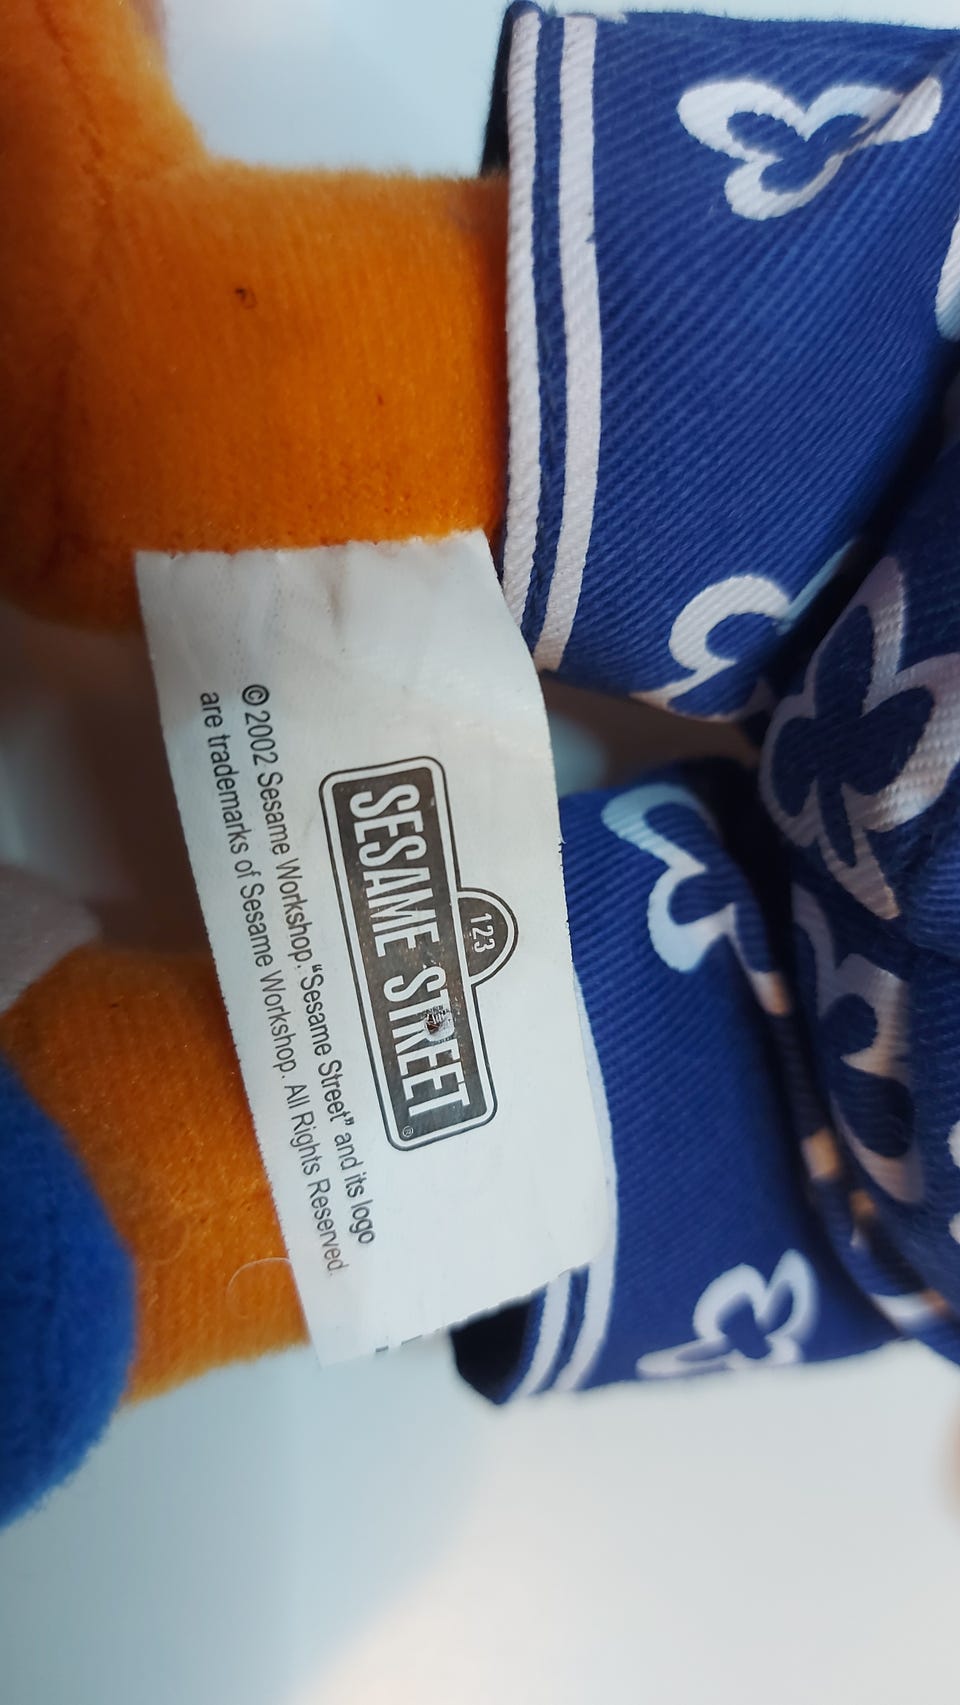 123
SESAME STREET®
© 2002 Sesame Workshop. "Sesame Street" and its logo
are trademarks of Sesame Workshop. All Rights Reserved.